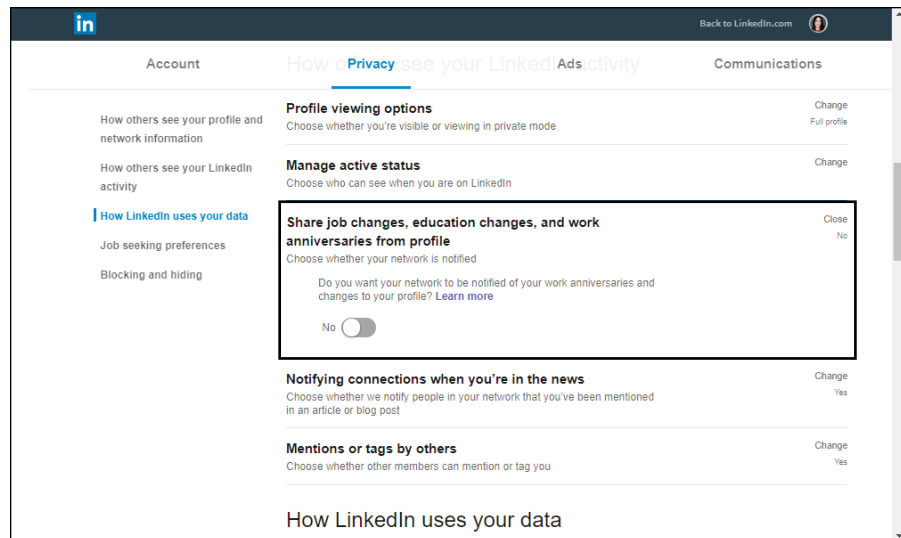 in
Back to LinkedIn.com
Account
Privacy
Ads
Communications
How others see your LinkedIn activity
How others see your profile and
network information
How others see your LinkedIn
activity
How LinkedIn uses your data
Job seeking preferences
Blocking and hiding
Profile viewing options
Change
Choose whether you're visible or viewing in private mode
Full profile
Manage active status
Change
Choose who can see when you are on LinkedIn
Share job changes, education changes, and work
Close
anniversaries from profile
No
Choose whether your network is notified
Do you want your network to be notified of your work anniversaries and
changes to your profile? Learn more
No
Notifying connections when you're in the news
Change
Choose whether we notify people in your network that you've been mentioned
Yes
in an article or blog post
Mentions or tags by others
Change
Choose whether other members can mention or tag you
Yes
How LinkedIn uses your data